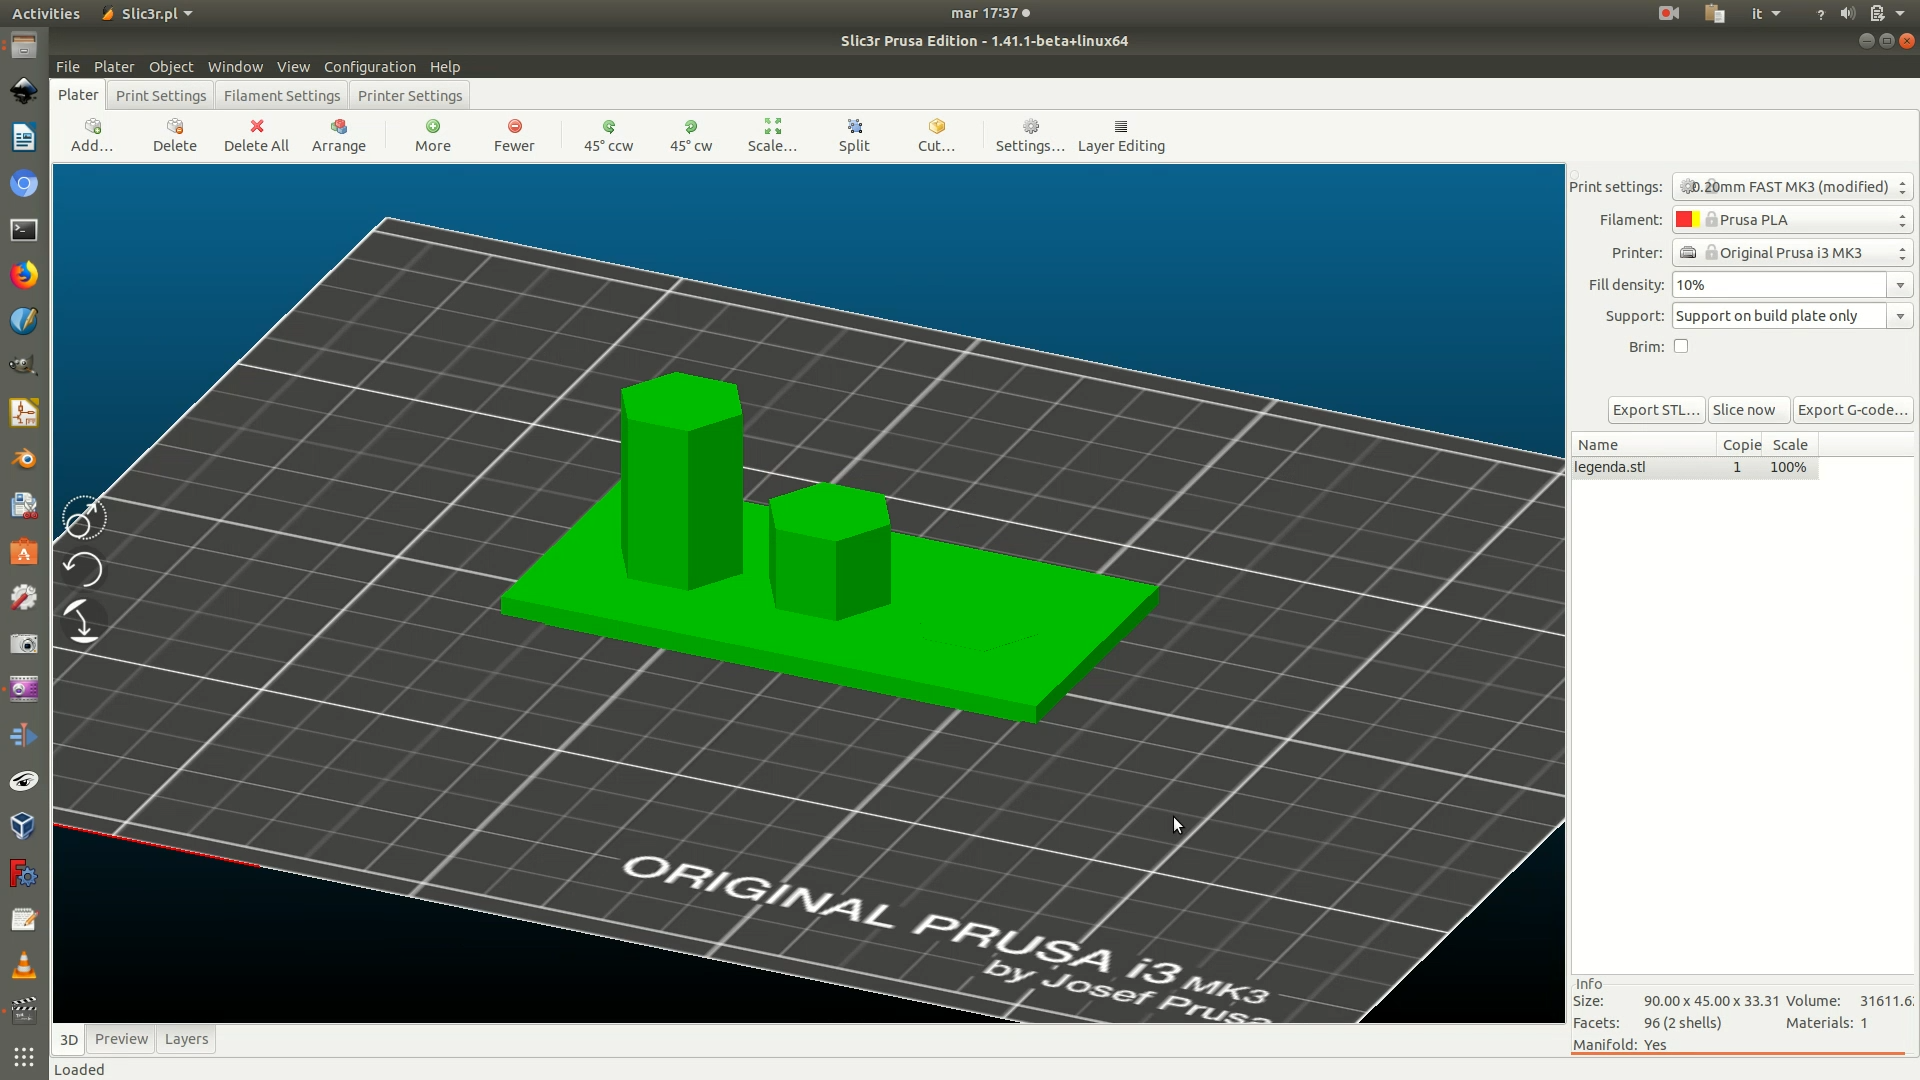 Activities Slic3r.pl mar 17:37 it ?
Slic3r Prusa Edition - 1.41.1-beta+linux64
File Plater Object Window View Configuration Help
Plater Print Settings Filament Settings Printer Settings
Add… Delete Delete All Arrange More Fewer 45° ccw 45° cw Scale… Split Cut… Settings… Layer Editing
Print settings: 0.20mm FAST MK3 (modified)
Filament: Prusa PLA
Printer: Original Prusa i3 MK3
Fill density: 10%
Support: Support on build plate only
Brim:
Export STL… Slice now Export G-code…
Name Copie Scale
legenda.stl 1 100%
ORIGINAL PRUSA i3 MK3
by Josef Prusa
Info
Size: 90.00 x 45.00 x 33.31 Volume: 31611.6
Facets: 96 (2 shells) Materials: 1
Manifold: Yes
3D Preview Layers
Loaded